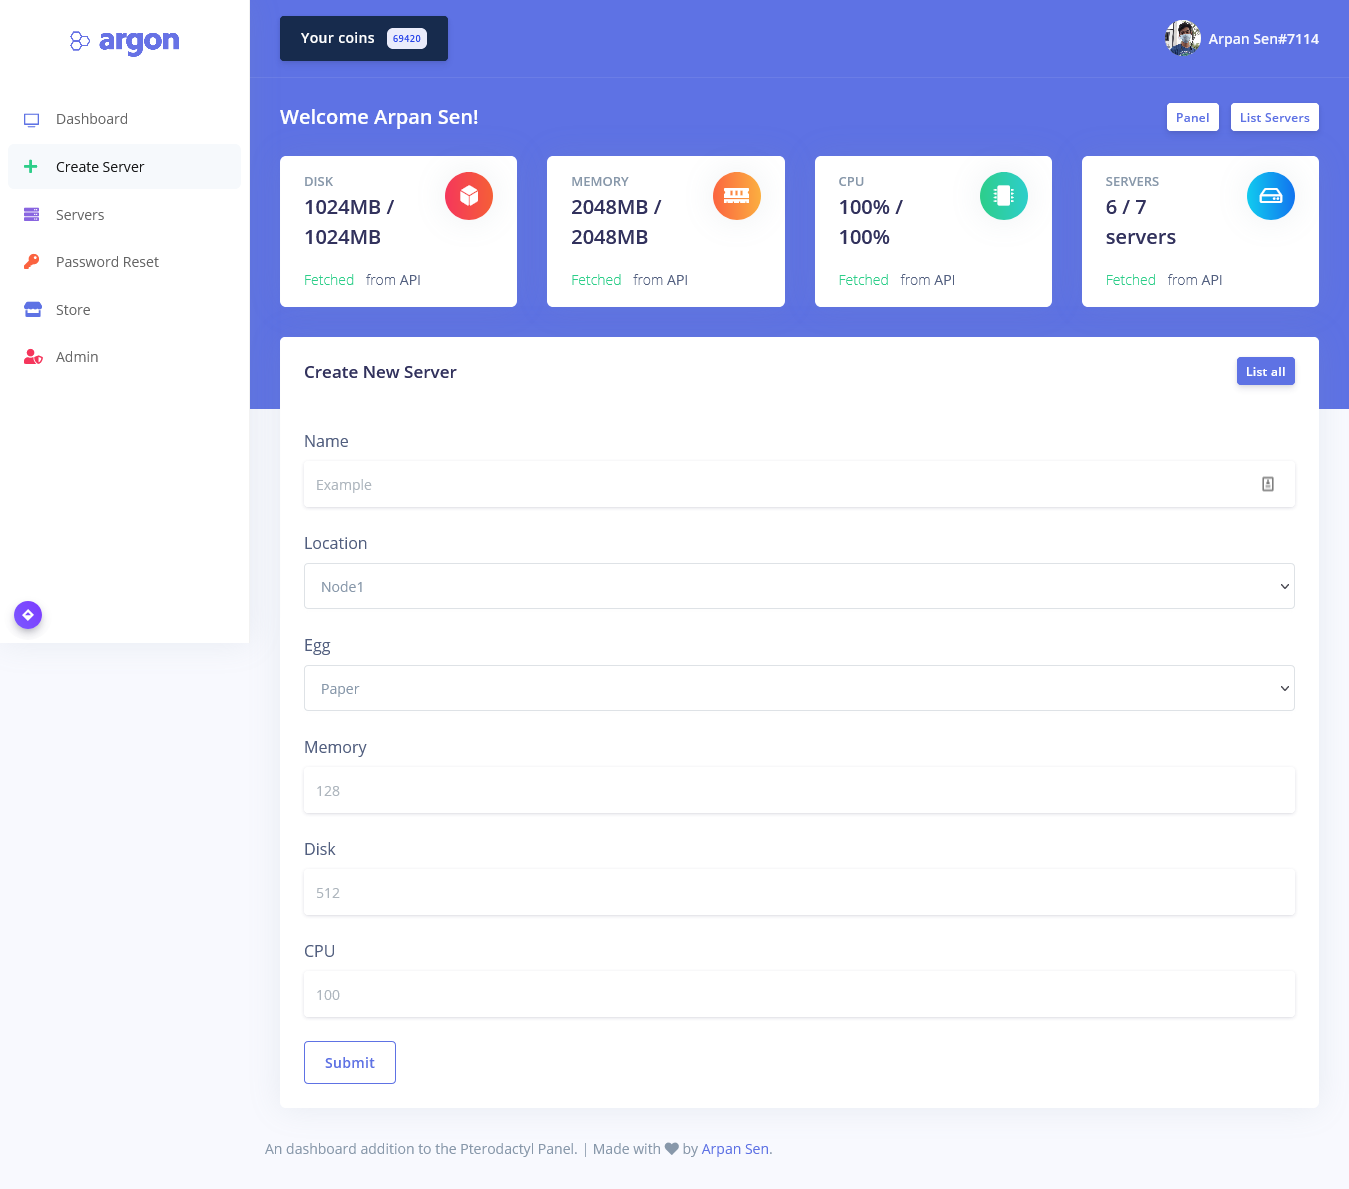 argon
Your coins 69420
Arpan Sen#7114
Dashboard
Create Server
Servers
Password Reset
Store
Admin
Welcome Arpan Sen!
Panel
List Servers
DISK
1024MB /
1024MB
Fetched from API
MEMORY
2048MB /
2048MB
Fetched from API
CPU
100% /
100%
Fetched from API
SERVERS
6 / 7
servers
Fetched from API
Create New Server
List all
Name
Example
Location
Node1
Egg
Paper
Memory
128
Disk
512
CPU
100
Submit
An dashboard addition to the Pterodactyl Panel. | Made with by Arpan Sen.